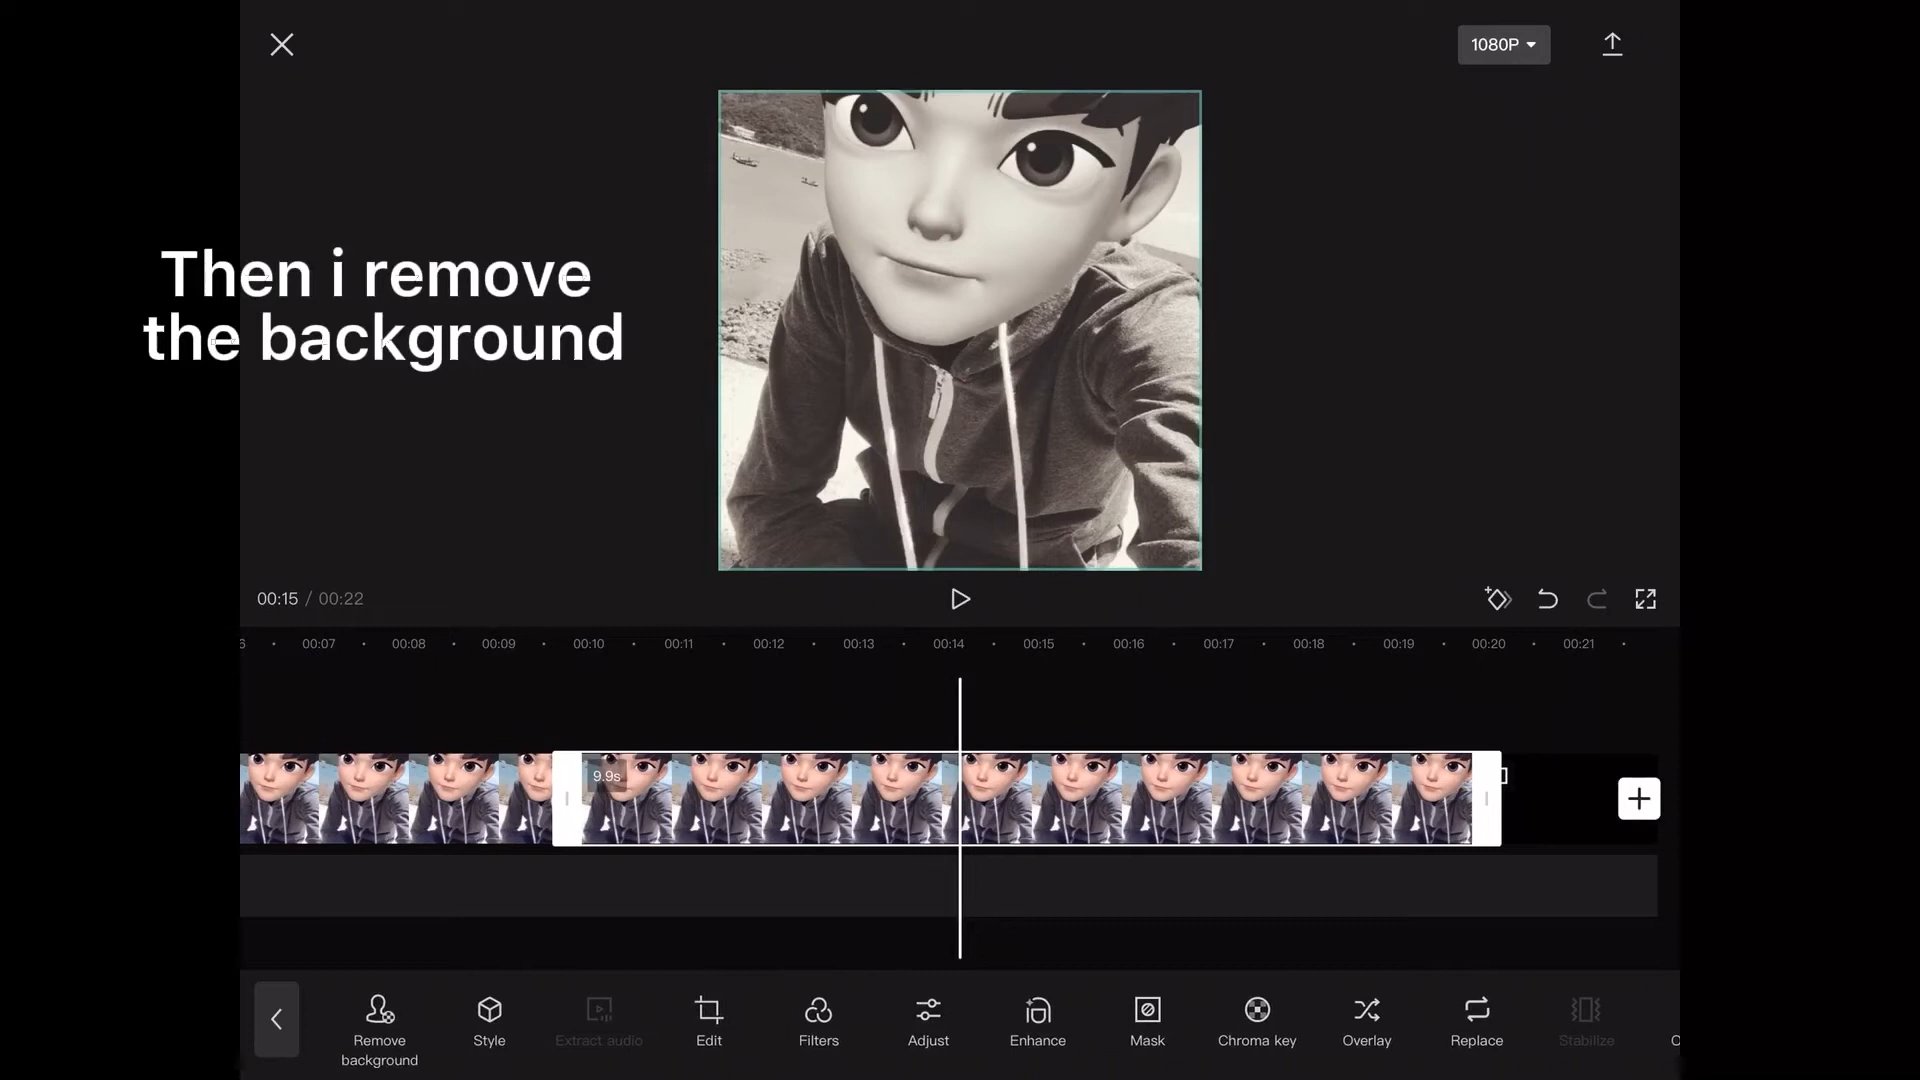 1080P
Then i remove
the background
00:15 / 00:22
6 00:07 00:08 00:09 00:10 00:11 00:12 00:13 00:14 00:15 00:16 00:17 00:18 00:19 00:20 00:21
9.9s
Remove
background
Style
Extract audio
Edit
Filters
Adjust
Enhance
Mask
Chroma key
Overlay
Replace
Stabilize